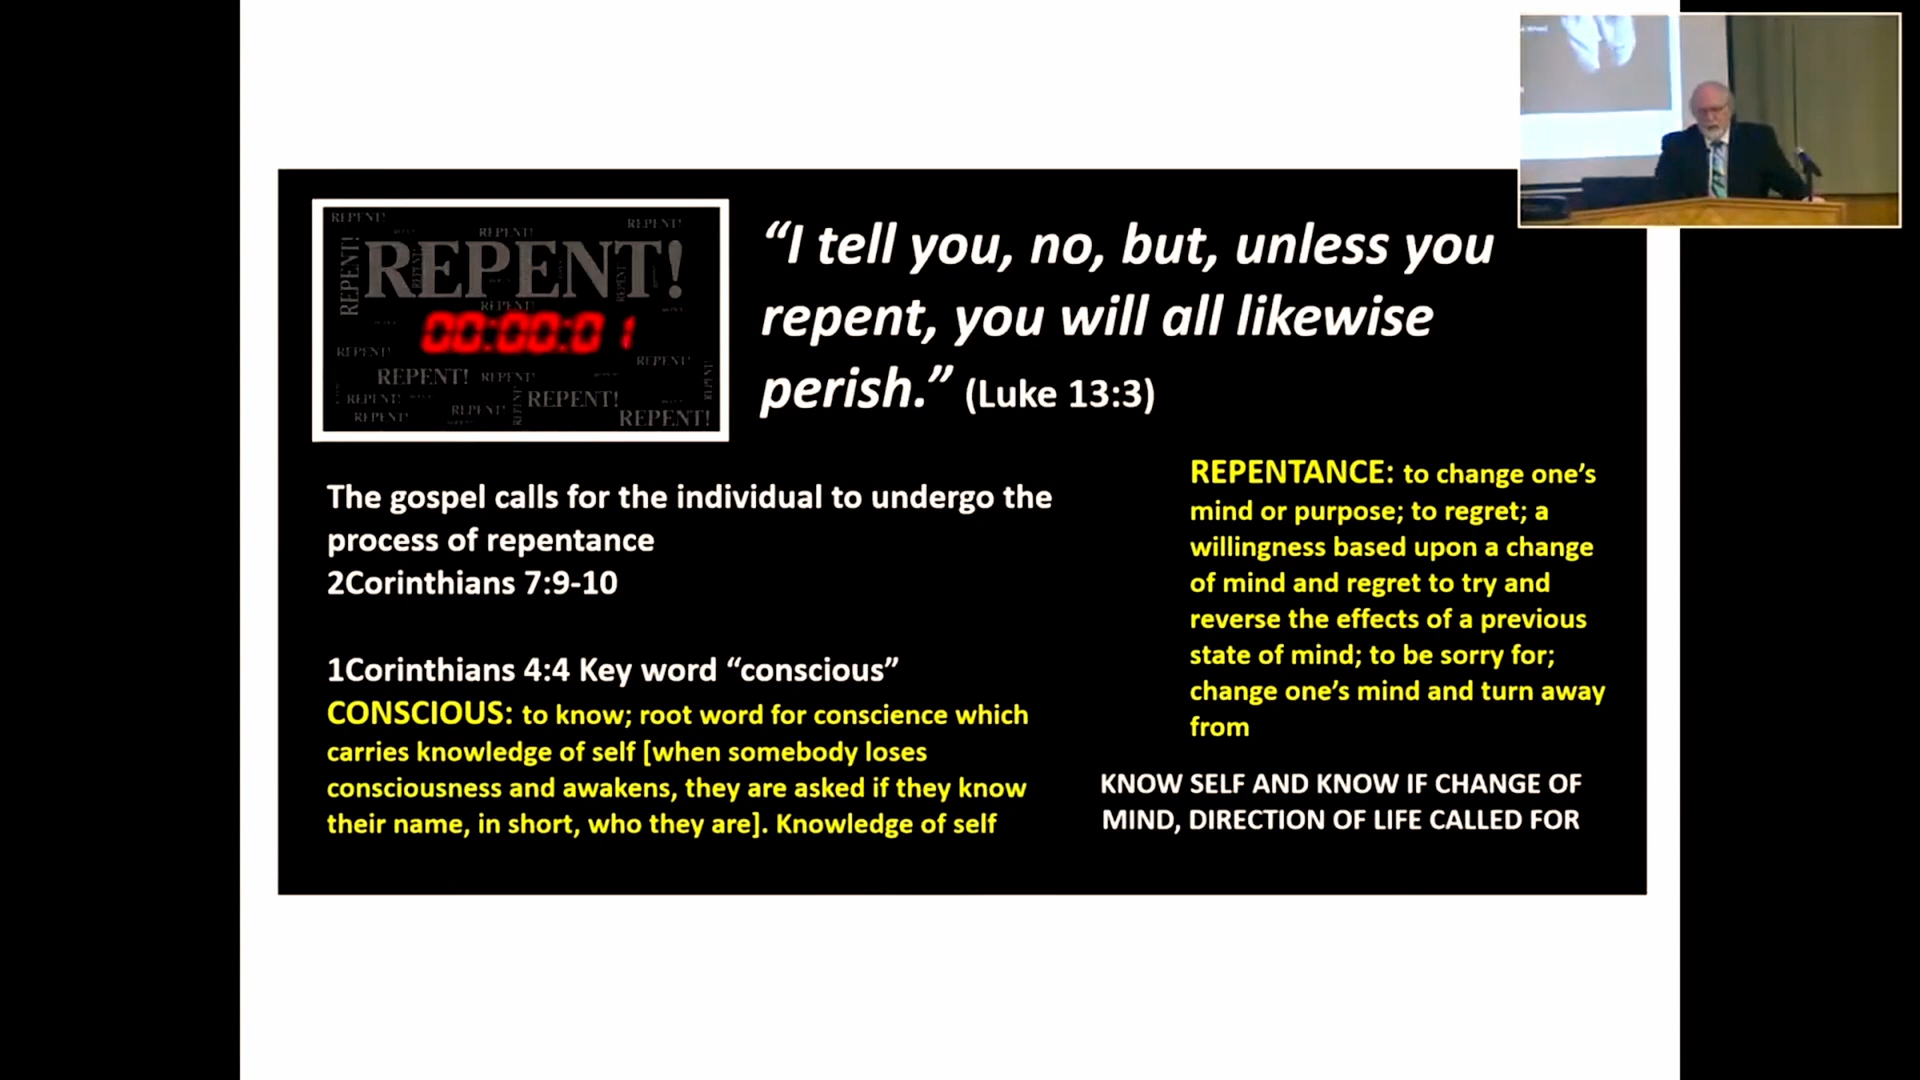 REPENT!
REPENT!
REPENT!
REPENT!
REPENT!
REPENT!
00:00:01
REPENT!
REPENT!
REPENT!
REPENT!
REPENT!
REPENT!
REPENT!
REPENT!
REPENT!
“I tell you, no, but, unless you
repent, you will all likewise
perish.” (Luke 13:3)
The gospel calls for the individual to undergo the
process of repentance
2Corinthians 7:9-10
1Corinthians 4:4 Key word “conscious”
CONSCIOUS: to know; root word for conscience which
carries knowledge of self [when somebody loses
consciousness and awakens, they are asked if they know
their name, in short, who they are]. Knowledge of self
REPENTANCE: to change one’s
mind or purpose; to regret; a
willingness based upon a change
of mind and regret to try and
reverse the effects of a previous
state of mind; to be sorry for;
change one’s mind and turn away
from
KNOW SELF AND KNOW IF CHANGE OF
MIND, DIRECTION OF LIFE CALLED FOR